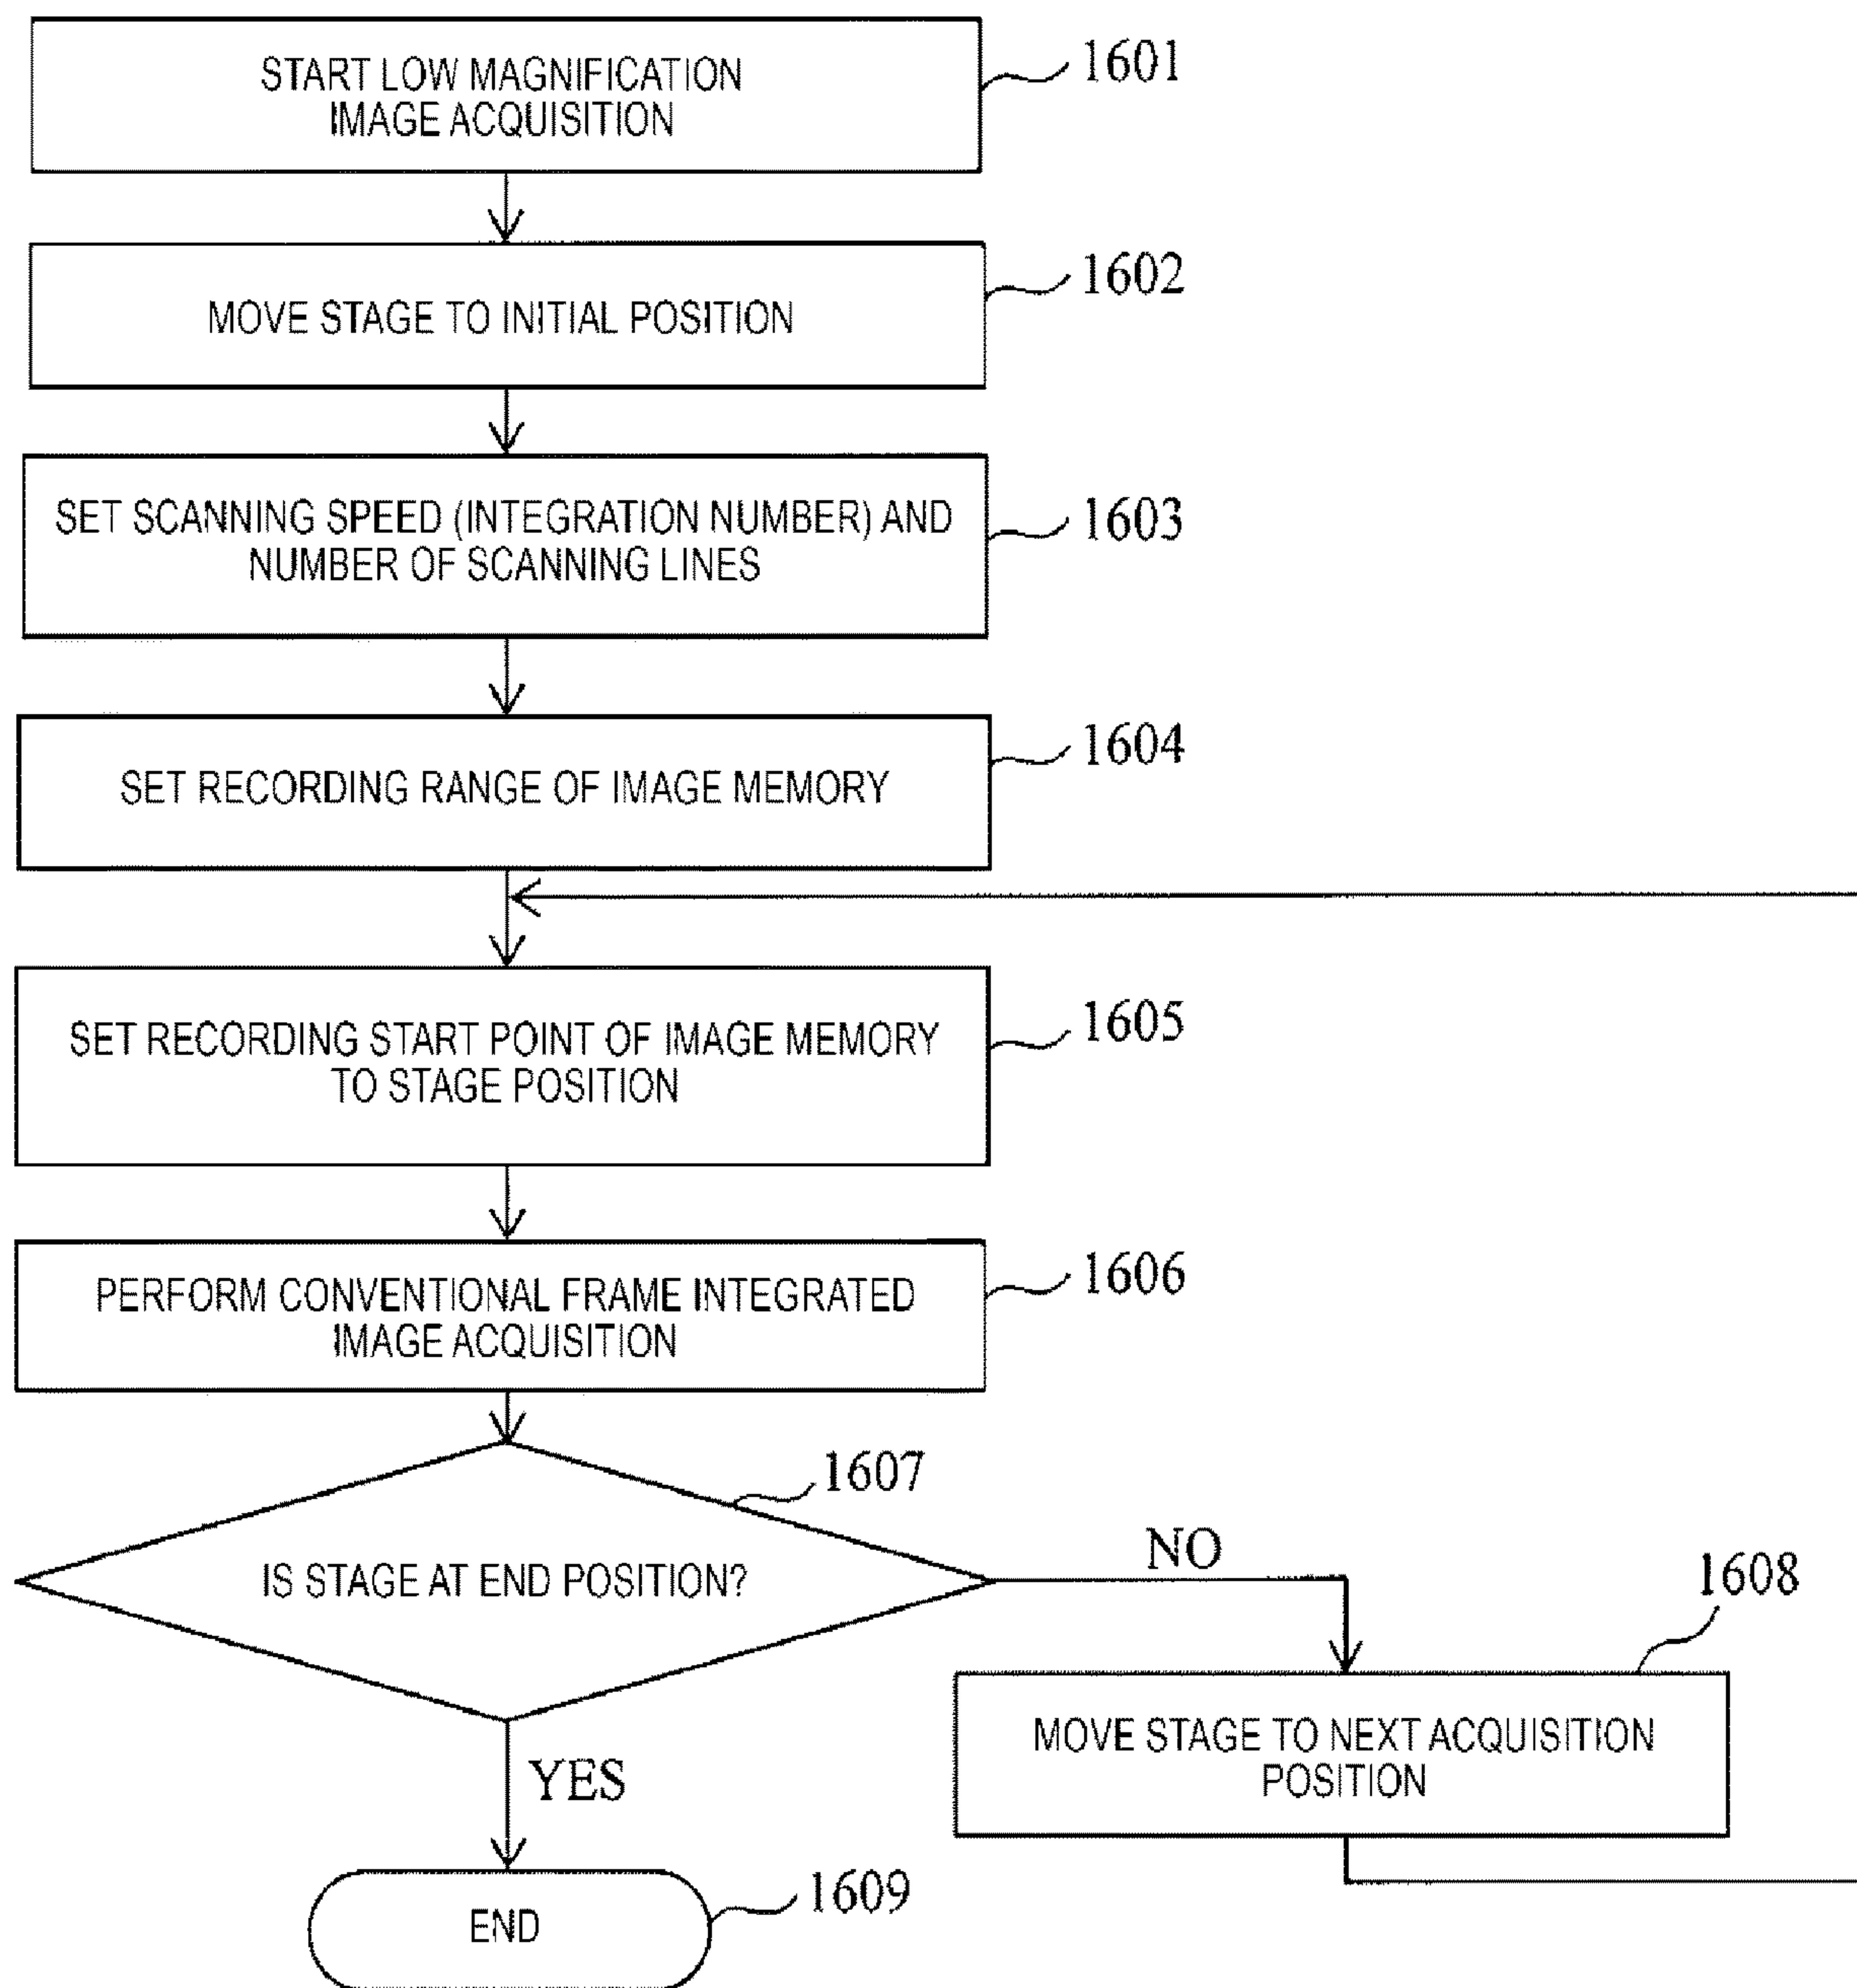 START LOW MAGNIFICATION
IMAGE ACQUISITION
1601
MOVE STAGE TO INITIAL POSITION
1602
SET SCANNING SPEED (INTEGRATION NUMBER) AND
NUMBER OF SCANNING LINES
1603
SET RECORDING RANGE OF IMAGE MEMORY
1604
SET RECORDING START POINT OF IMAGE MEMORY
TO STAGE POSITION
1605
PERFORM CONVENTIONAL FRAME INTEGRATED
IMAGE ACQUISITION
1606
IS STAGE AT END POSITION?
1607
NO
1608
MOVE STAGE TO NEXT ACQUISITION
POSITION
YES
END
1609